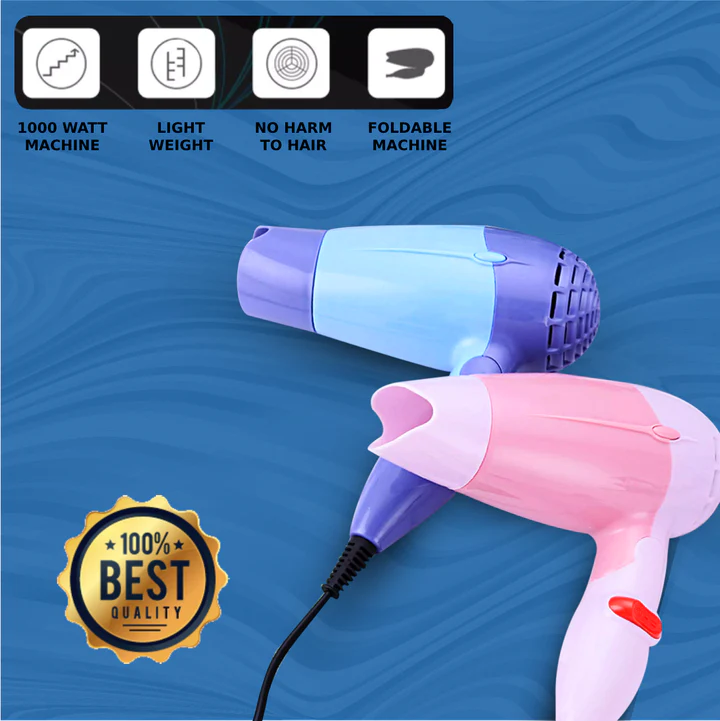 1000 WATT
MACHINE
LIGHT
WEIGHT
NO HARM
TO HAIR
FOLDABLE
MACHINE
100%
BEST
QUALITY